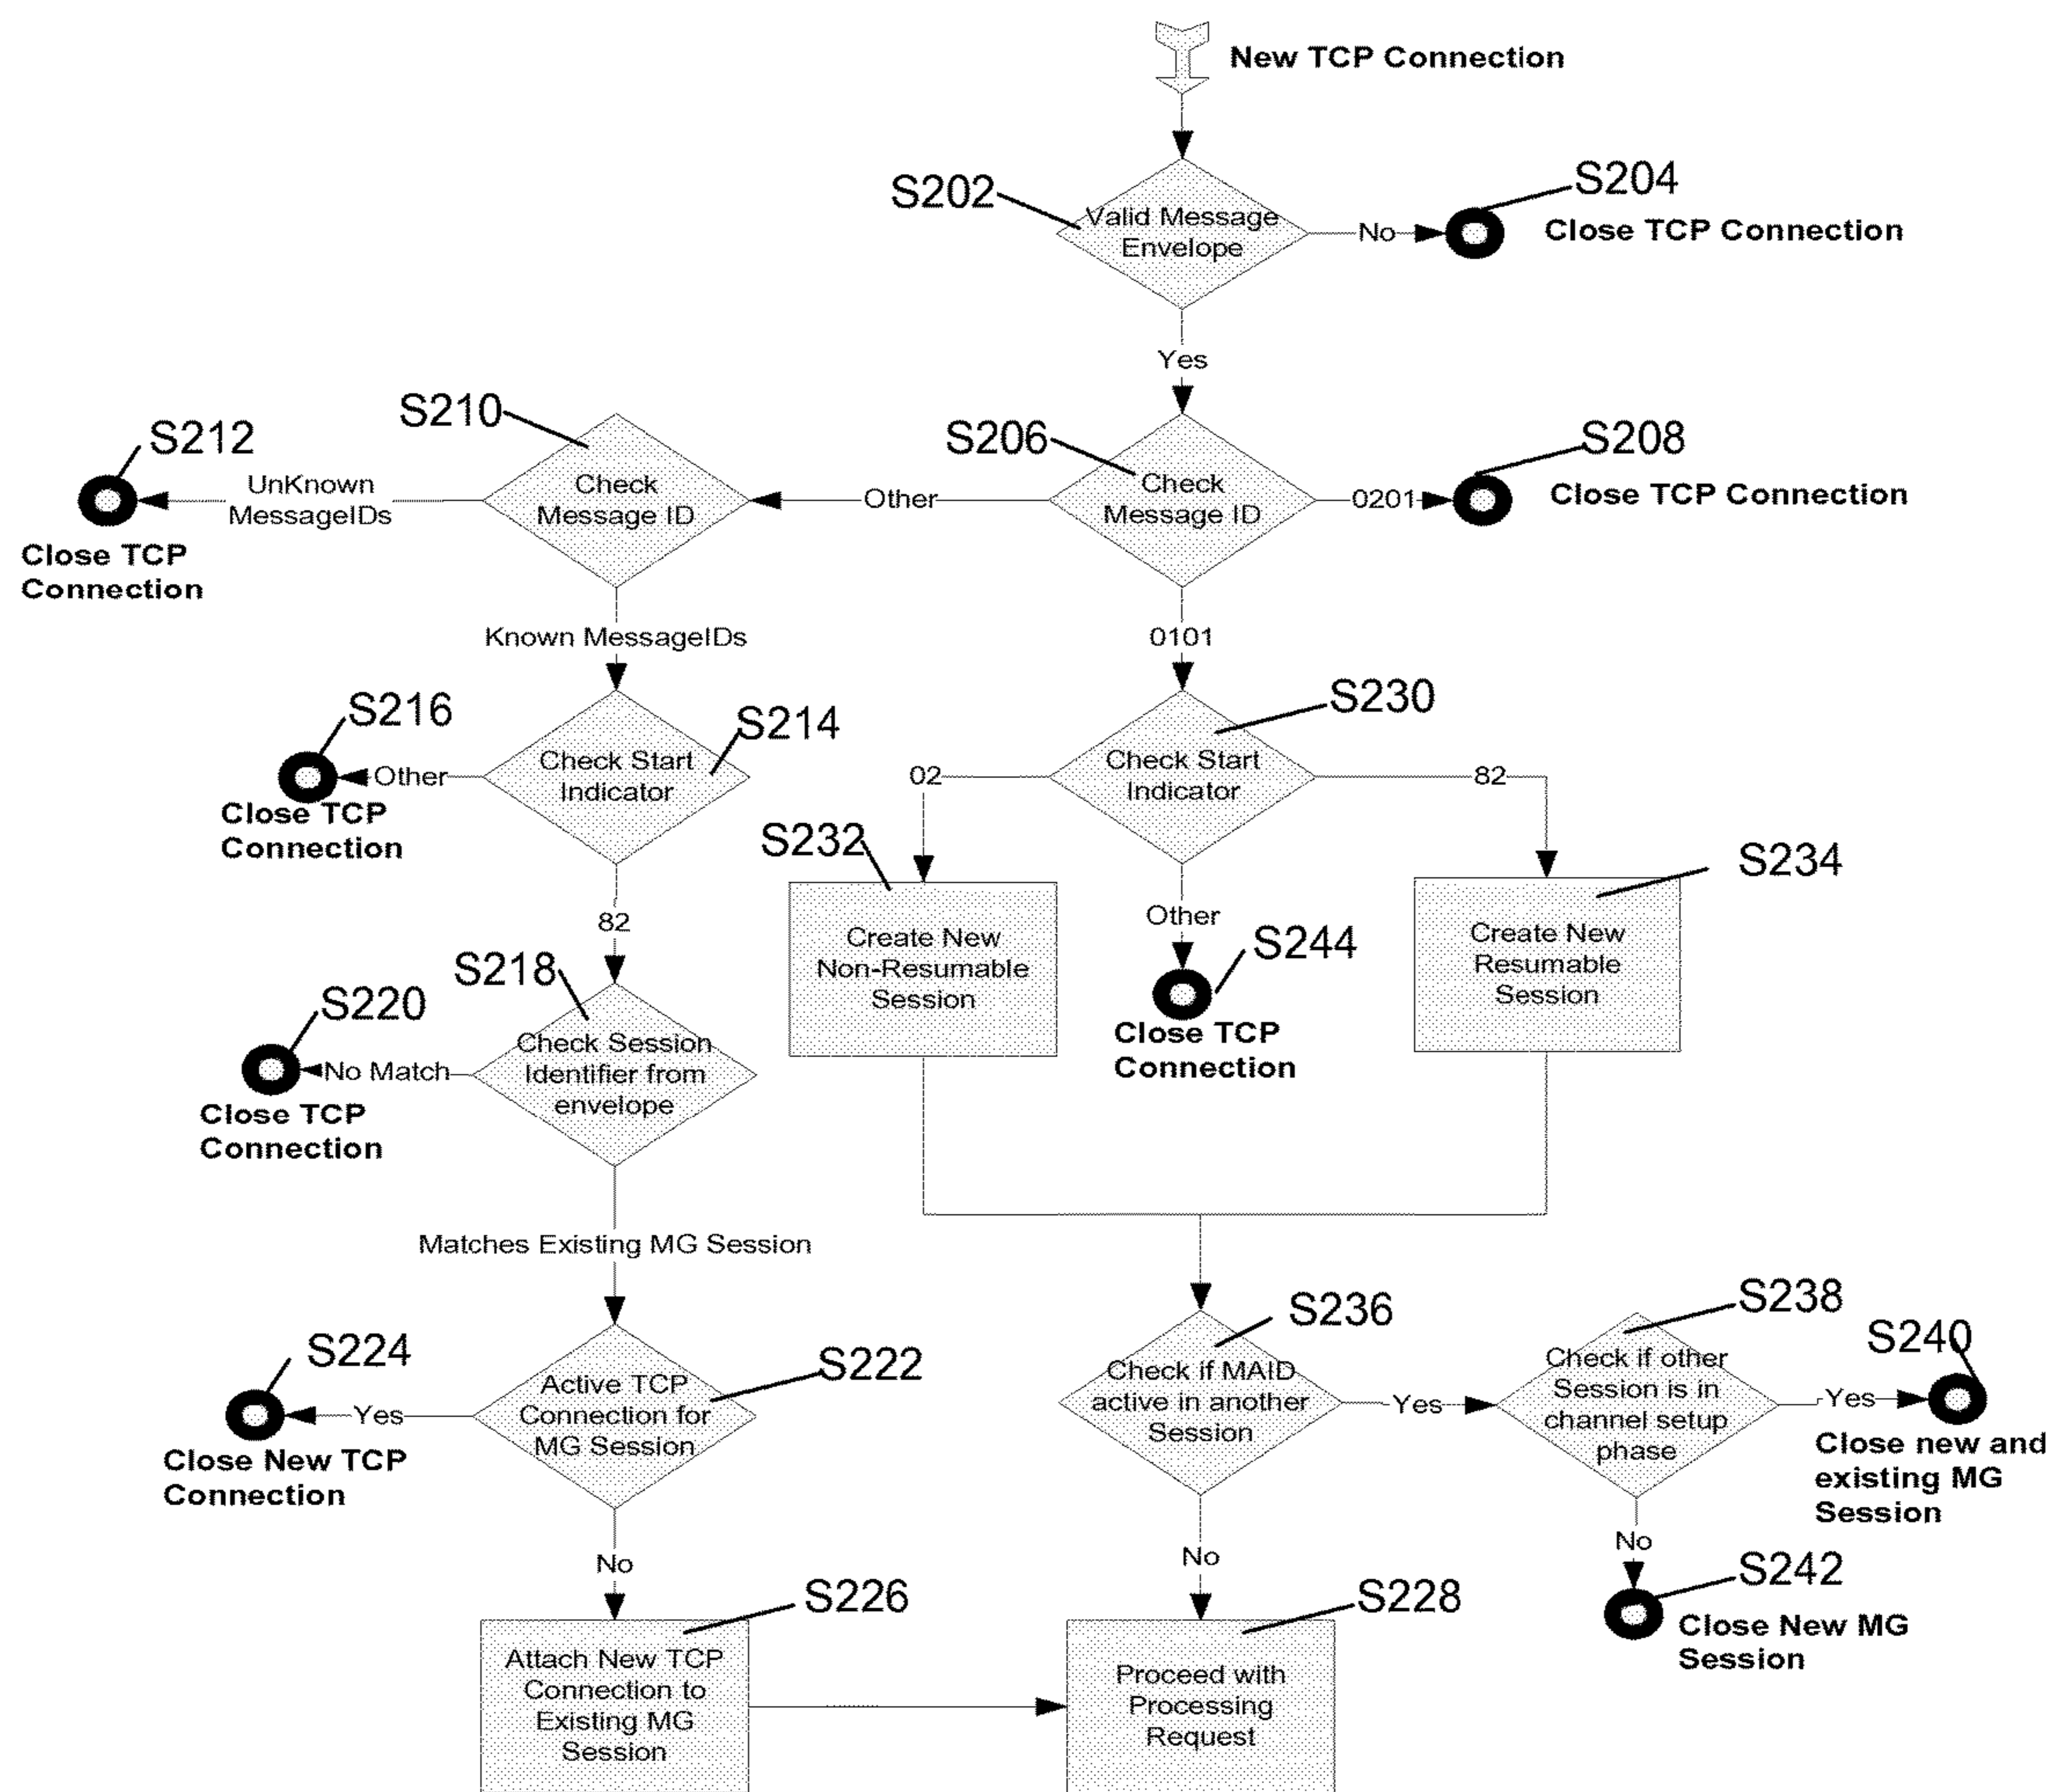 New TCP Connection
S202
Valid Message
Envelope
No
S204
Close TCP Connection
Yes
S210
Check
Message ID
S212
UnKnown
MessageIDs
Close TCP
Connection
Other
S206
Check
Message ID
0201
S208
Close TCP Connection
Known MessageIDs
0101
S216
Other
Close TCP
Connection
S214
Check Start
Indicator
S230
Check Start
Indicator
02
82
S232
Create New
Non-Resumable
Session
Other
S244
Close TCP
Connection
S234
Create New
Resumable
Session
82
S218
Check Session
Identifier from
envelope
S220
No Match
Close TCP
Connection
Matches Existing MG Session
S224
Yes
Close New TCP
Connection
S222
Active TCP
Connection for
MG Session
S236
Check if MAID
active in another
Session
Yes
S238
Check if other
Session is in
channel setup
phase
Yes
S240
Close new and
existing MG
Session
No
No
No
S242
Close New MG
Session
S226
Attach New TCP
Connection to
Existing MG
Session
S228
Proceed with
Processing
Request